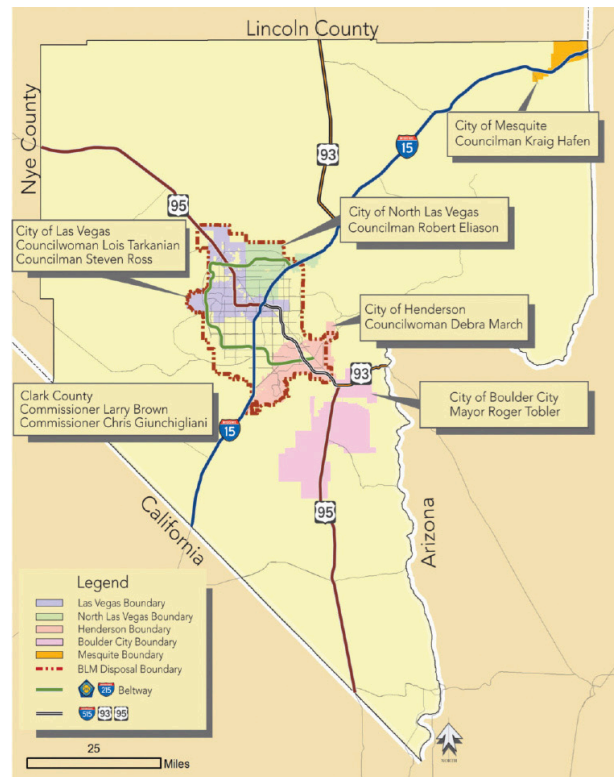 Lincoln County
Nye County
93
15
City of Mesquite
Councilman Kraig Hafen
95
City of Las Vegas
Councilwoman Lois Tarkanian
Councilman Steven Ross
City of North Las Vegas
Councilman Robert Eliason
City of Henderson
Councilwoman Debra March
93
City of Boulder City
Mayor Roger Tobler
Clark County
Commissioner Larry Brown
Commissioner Chris Giunchigliani
15
95
California
Arizona
Legend
Las Vegas Boundary
North Las Vegas Boundary
Henderson Boundary
Boulder City Boundary
Mesquite Boundary
BLM Disposal Boundary
215 Beltway
515 93 95
25
Miles
NORTH